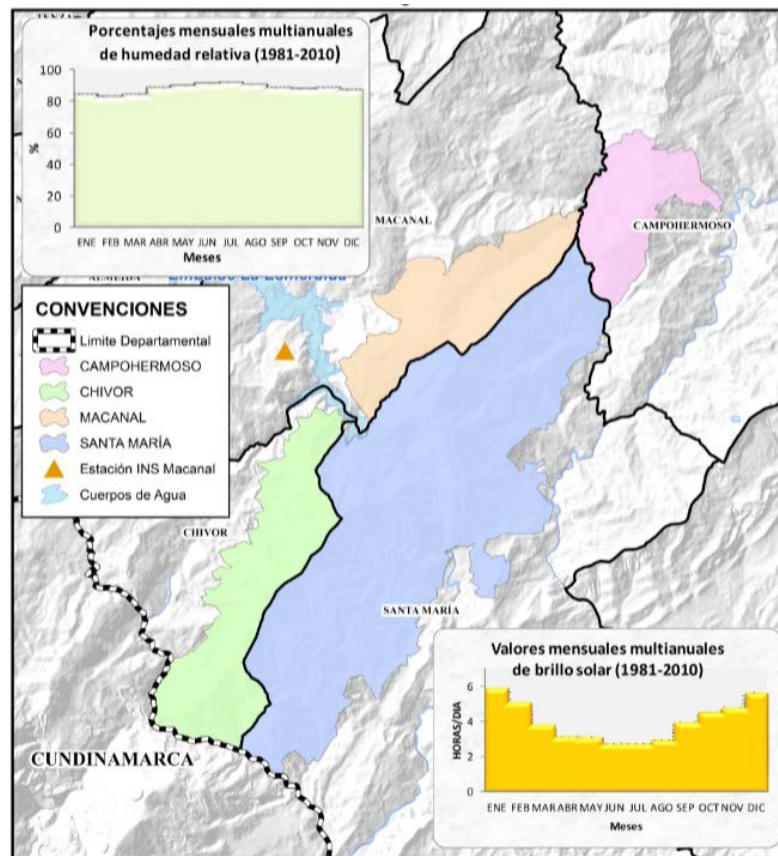 Porcentajes mensuales multianuales
de humedad relativa (1981-2010)
100
80
60
40
20
0
%
ENE FEB MAR ABR MAY JUN JUL AGO SEP OCT NOV DIC
Meses
MACANAL
CAMPOHERMOSO
CONVENCIONES
Limite Departamental
CAMPOHERMOSO
CHIVOR
MACANAL
SANTA MARÍA
Estación INS Macanal
Cuerpos de Agua
CHIVOR
SANTA MARÍA
CUNDINAMARCA
Valores mensuales multianuales
de brillo solar (1981-2010)
6
4
2
0
HORAS/DIA
ENE FEB MAR ABR MAY JUN JUL AGO SEP OCT NOV DIC
Meses